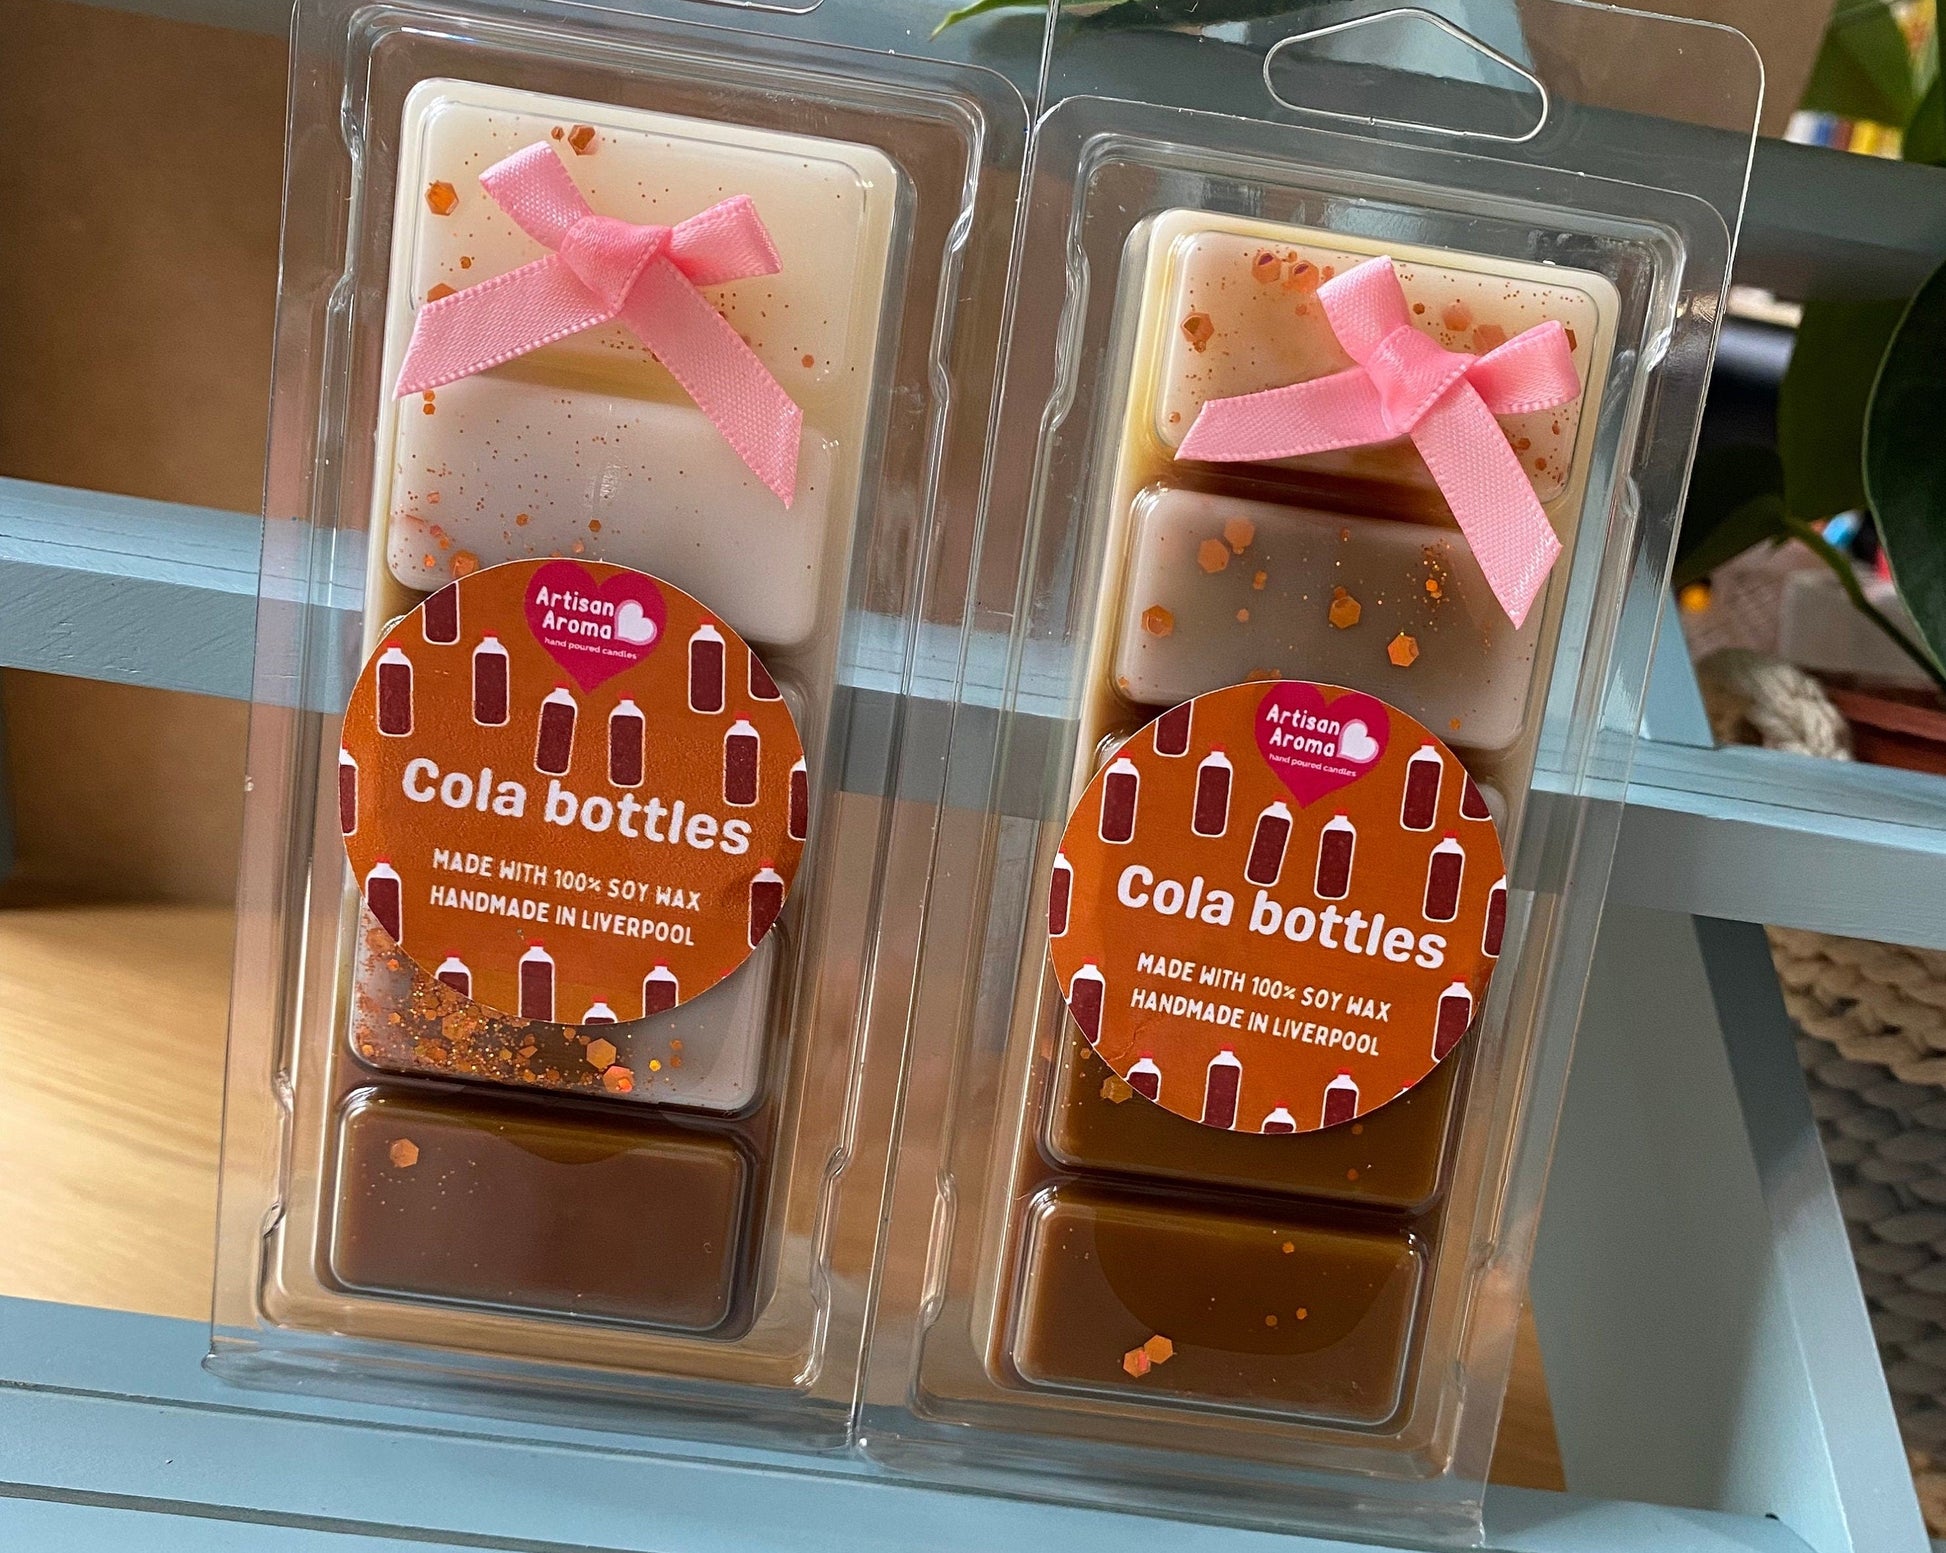 Artisan
Aroma
hand poured candles
Cola bottles
MADE WITH 100% SOY WAX
HANDMADE IN LIVERPOOL
Artisan
Aroma
hand poured candles
Cola bottles
MADE WITH 100% SOY WAX
HANDMADE IN LIVERPOOL